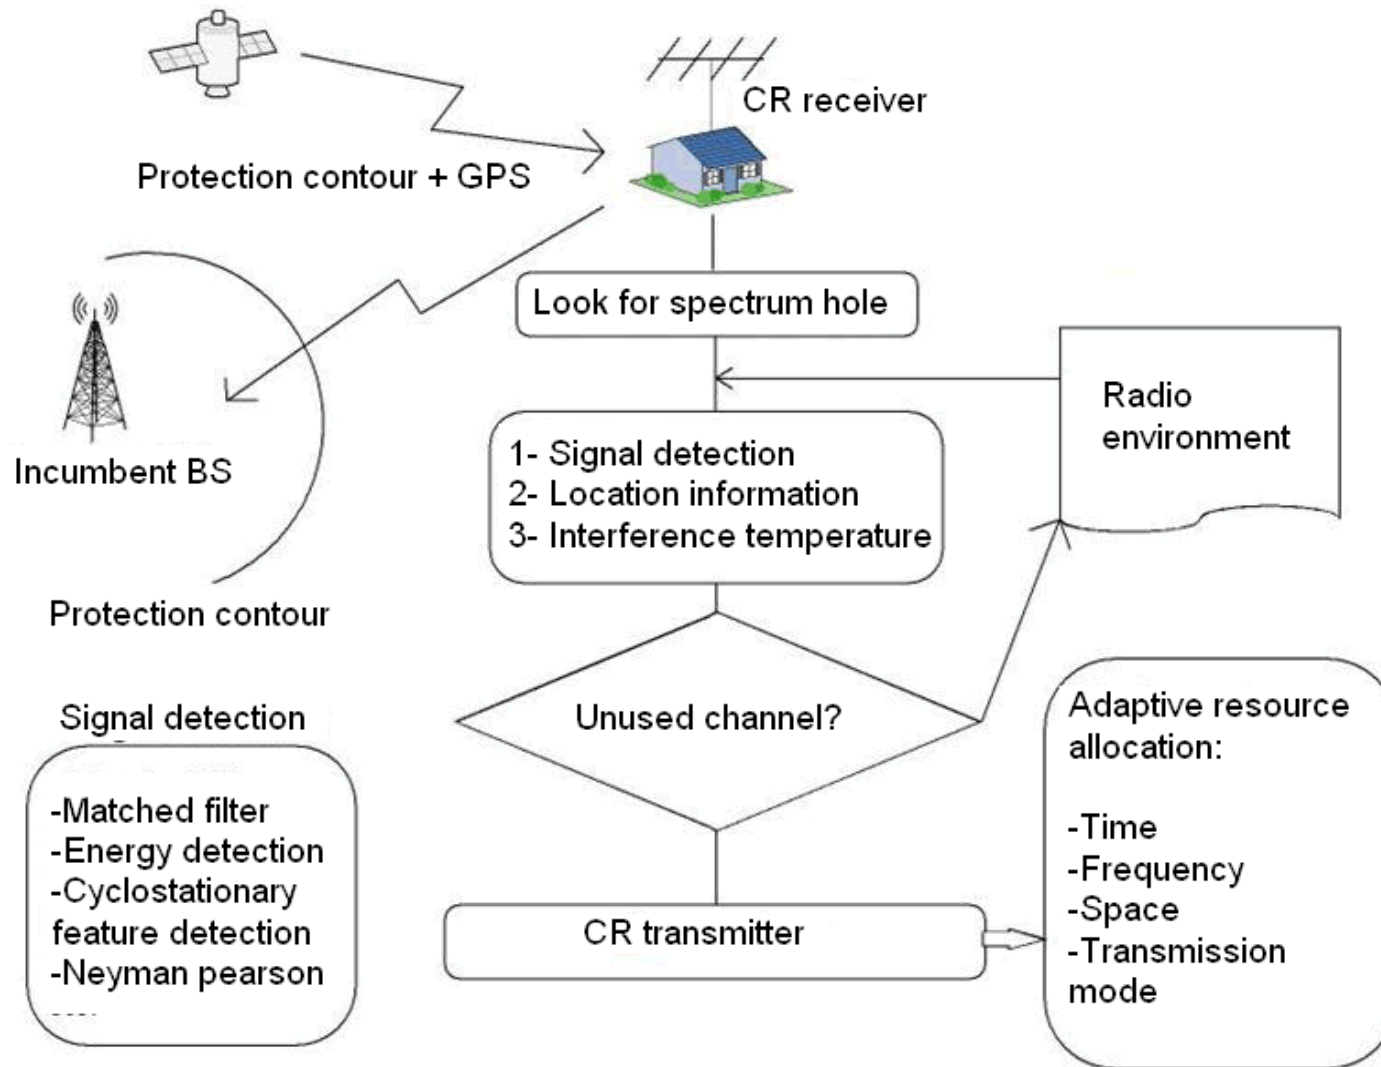 CR receiver
Protection contour + GPS
Look for spectrum hole
Radio
environment
Incumbent BS
1- Signal detection
2- Location information
3- Interference temperature
Protection contour
Unused channel?
Signal detection
-Matched filter
-Energy detection
-Cyclostationary
feature detection
-Neyman pearson
....
CR transmitter
Adaptive resource
allocation:
-Time
-Frequency
-Space
-Transmission
mode